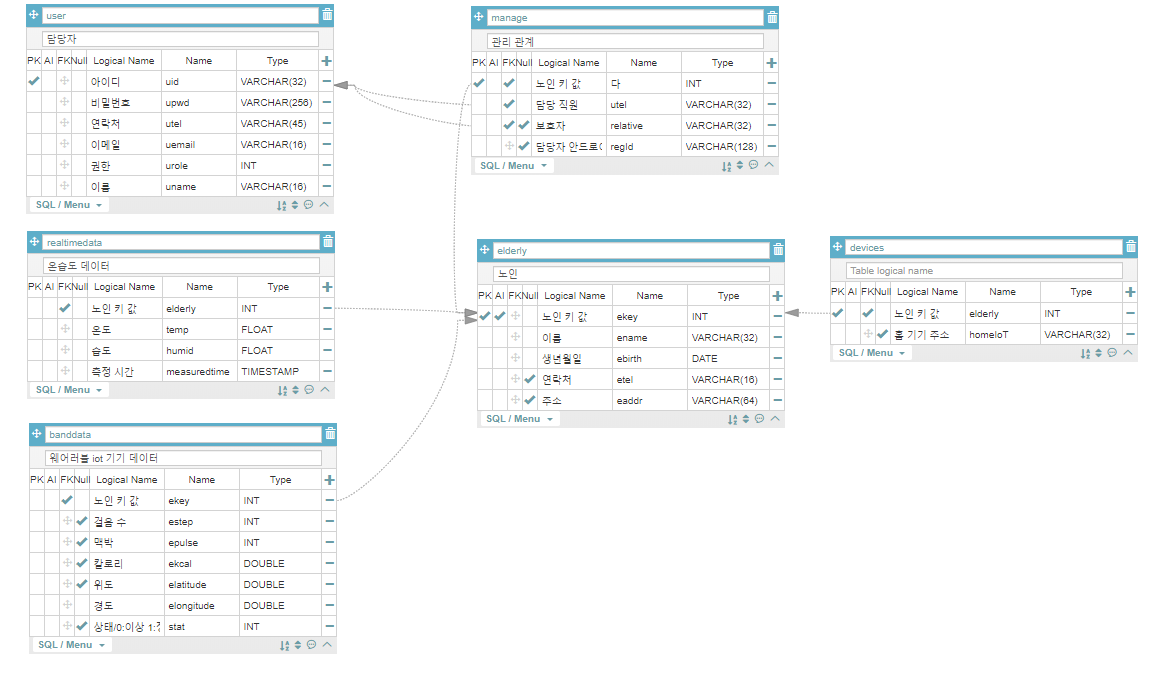 user
담당자
PK AI FK Null Logical Name Name Type
아이디 uid VARCHAR(32)
비밀번호 upwd VARCHAR(256)
연락처 utel VARCHAR(45)
이메일 uemail VARCHAR(16)
권한 urole INT
이름 uname VARCHAR(16)
SQL / Menu
manage
관리 관계
PK AI FK Null Logical Name Name Type
노인 키 값 다 INT
담당 직원 utel VARCHAR(32)
보호자 relative VARCHAR(32)
담당자 안드로이 regId VARCHAR(128)
SQL / Menu
realtimedata
온습도 데이터
PK AI FK Null Logical Name Name Type
노인 키 값 elderly INT
온도 temp FLOAT
습도 humid FLOAT
측정 시간 measuredtime TIMESTAMP
SQL / Menu
elderly
노인
PK AI FK Null Logical Name Name Type
노인 키 값 ekey INT
이름 ename VARCHAR(32)
생년월일 ebirth DATE
연락처 etel VARCHAR(16)
주소 eaddr VARCHAR(64)
SQL / Menu
devices
Table logical name
PK AI FK Null Logical Name Name Type
노인 키 값 elderly INT
홈 기기 주소 homeIoT VARCHAR(32)
SQL / Menu
banddata
웨어러블 iot 기기 데이터
PK AI FK Null Logical Name Name Type
노인 키 값 ekey INT
걸음 수 estep INT
맥박 epulse INT
칼로리 ekcal DOUBLE
위도 elatitude DOUBLE
경도 elongitude DOUBLE
상태/0:이상 1: stat INT
SQL / Menu